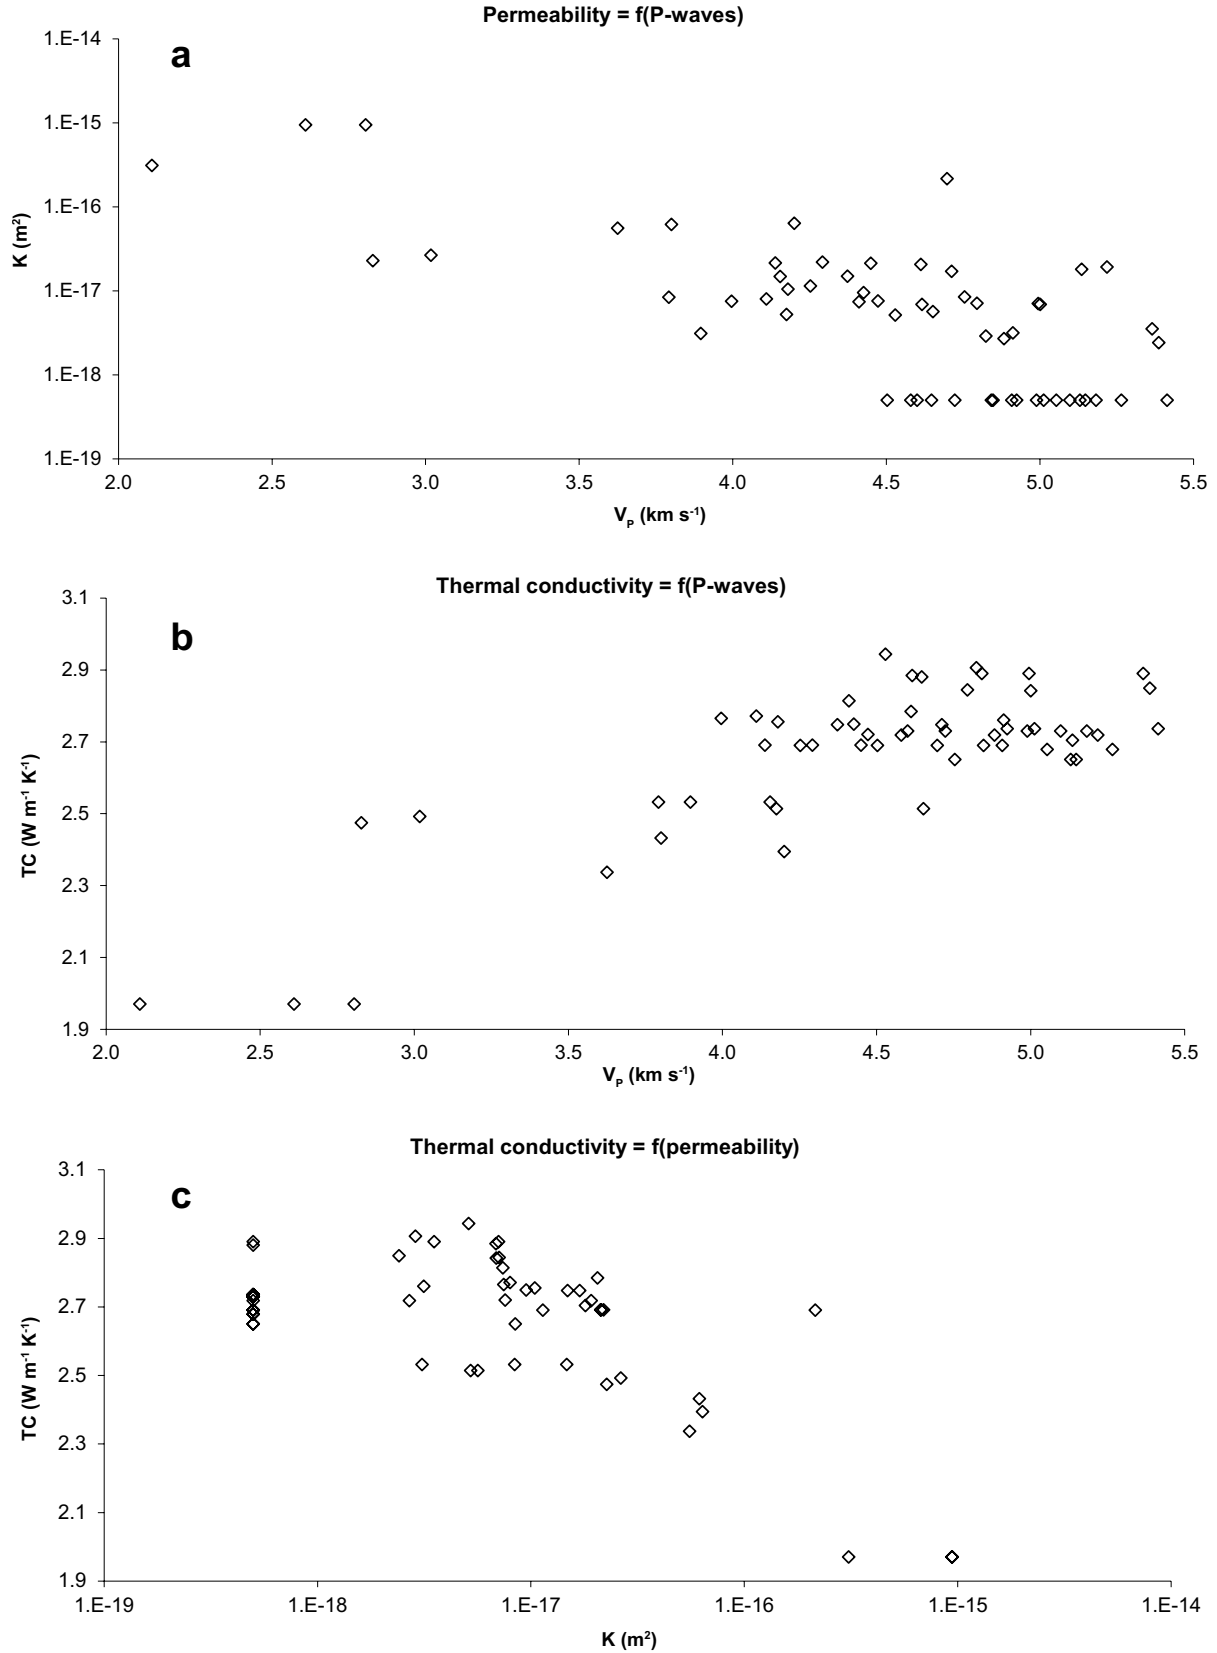 Permeability = f(P-waves)
a
1.E-14
1.E-15
1.E-16
1.E-17
1.E-18
1.E-19
K (m²)
2.0 2.5 3.0 3.5 4.0 4.5 5.0 5.5
Vₚ (km s⁻¹)
Thermal conductivity = f(P-waves)
b
3.1
2.9
2.7
2.5
2.3
2.1
1.9
TC (W m⁻¹ K⁻¹)
2.0 2.5 3.0 3.5 4.0 4.5 5.0 5.5
Vₚ (km s⁻¹)
Thermal conductivity = f(permeability)
c
3.1
2.9
2.7
2.5
2.3
2.1
1.9
TC (W m⁻¹ K⁻¹)
1.E-19 1.E-18 1.E-17 1.E-16 1.E-15 1.E-14
K (m²)